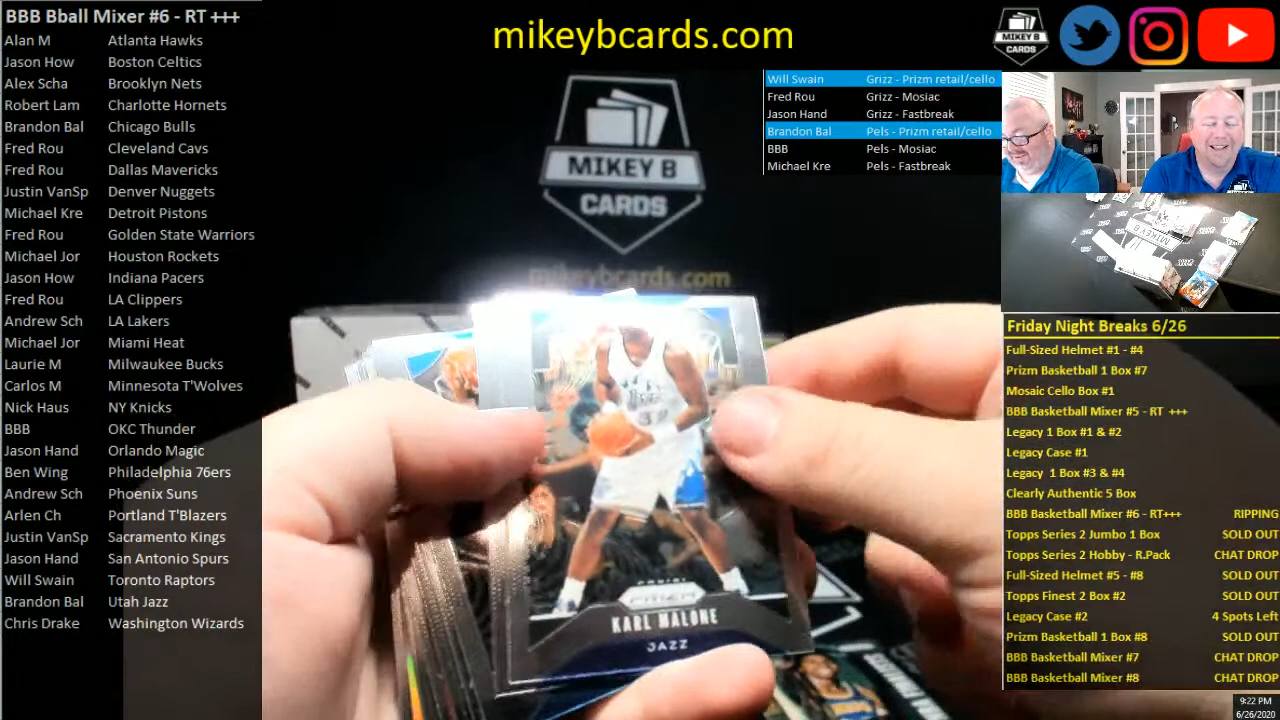 BBB Bball Mixer #6 - RT +++
Alan M Atlanta Hawks
Jason How Boston Celtics
Alex Scha Brooklyn Nets
Robert Lam Charlotte Hornets
Brandon Bal Chicago Bulls
Fred Rou Cleveland Cavs
Fred Rou Dallas Mavericks
Justin VanSp Denver Nuggets
Michael Kre Detroit Pistons
Fred Rou Golden State Warriors
Michael Jor Houston Rockets
Jason How Indiana Pacers
Fred Rou LA Clippers
Andrew Sch LA Lakers
Michael Jor Miami Heat
Laurie M Milwaukee Bucks
Carlos M Minnesota T'Wolves
Nick Haus NY Knicks
BBB OKC Thunder
Jason Hand Orlando Magic
Ben Wing Philadelphia 76ers
Andrew Sch Phoenix Suns
Arlen Ch Portland T'Blazers
Justin VanSp Sacramento Kings
Jason Hand San Antonio Spurs
Will Swain Toronto Raptors
Brandon Bal Utah Jazz
Chris Drake Washington Wizards
mikeybcards.com
MIKEY B
CARDS
mikeybcards.com
PANINI
PRIZM
KARL MALONE
JAZZ
MIKEY B
CARDS
Will Swain Grizz - Prizm retail/cello
Fred Rou Grizz - Mosiac
Jason Hand Grizz - Fastbreak
Brandon Bal Pels - Prizm retail/cello
BBB Pels - Mosiac
Michael Kre Pels - Fastbreak
MIKEY B
Friday Night Breaks 6/26
Full-Sized Helmet #1 - #4
Prizm Basketball 1 Box #7
Mosaic Cello Box #1
BBB Basketball Mixer #5 - RT +++
Legacy 1 Box #1 & #2
Legacy Case #1
Legacy 1 Box #3 & #4
Clearly Authentic 5 Box
BBB Basketball Mixer #6 - RT+++ RIPPING
Topps Series 2 Jumbo 1 Box SOLD OUT
Topps Series 2 Hobby - R.Pack CHAT DROP
Full-Sized Helmet #5 - #8 SOLD OUT
Topps Finest 2 Box #2 SOLD OUT
Legacy Case #2 4 Spots Left
Prizm Basketball 1 Box #8 SOLD OUT
BBB Basketball Mixer #7 CHAT DROP
BBB Basketball Mixer #8 CHAT DROP
9:22 PM
6/26/2020